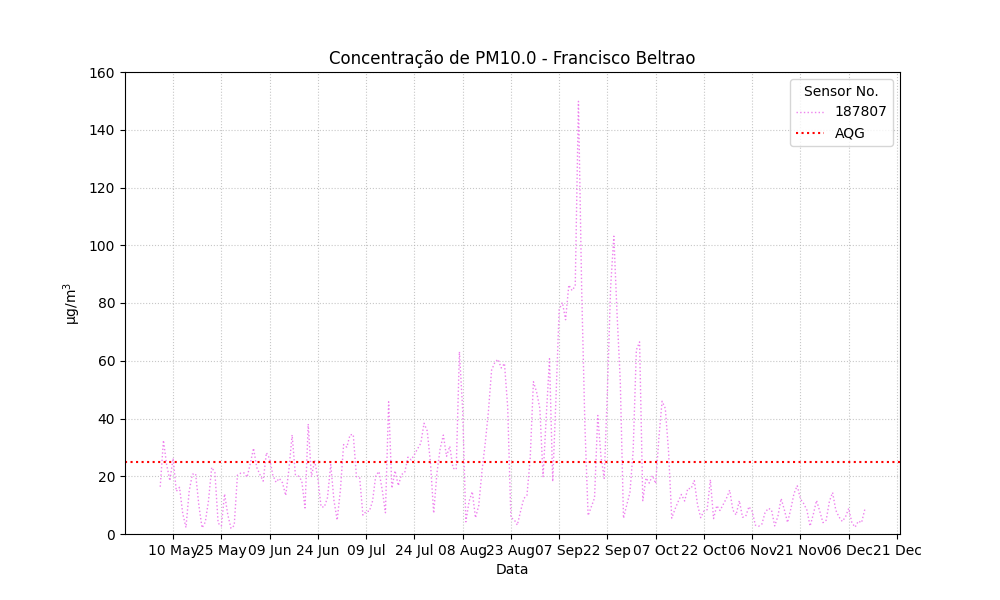 Concentração de PM10.0 - Francisco Beltrao
Sensor No.
187807
AQG
160
140
120
100
80
60
40
20
0
µg/m³
10 May 25 May 09 Jun 24 Jun 09 Jul 24 Jul 08 Aug 23 Aug 07 Sep 22 Sep 07 Oct 22 Oct 06 Nov 21 Nov 06 Dec 21 Dec
Data